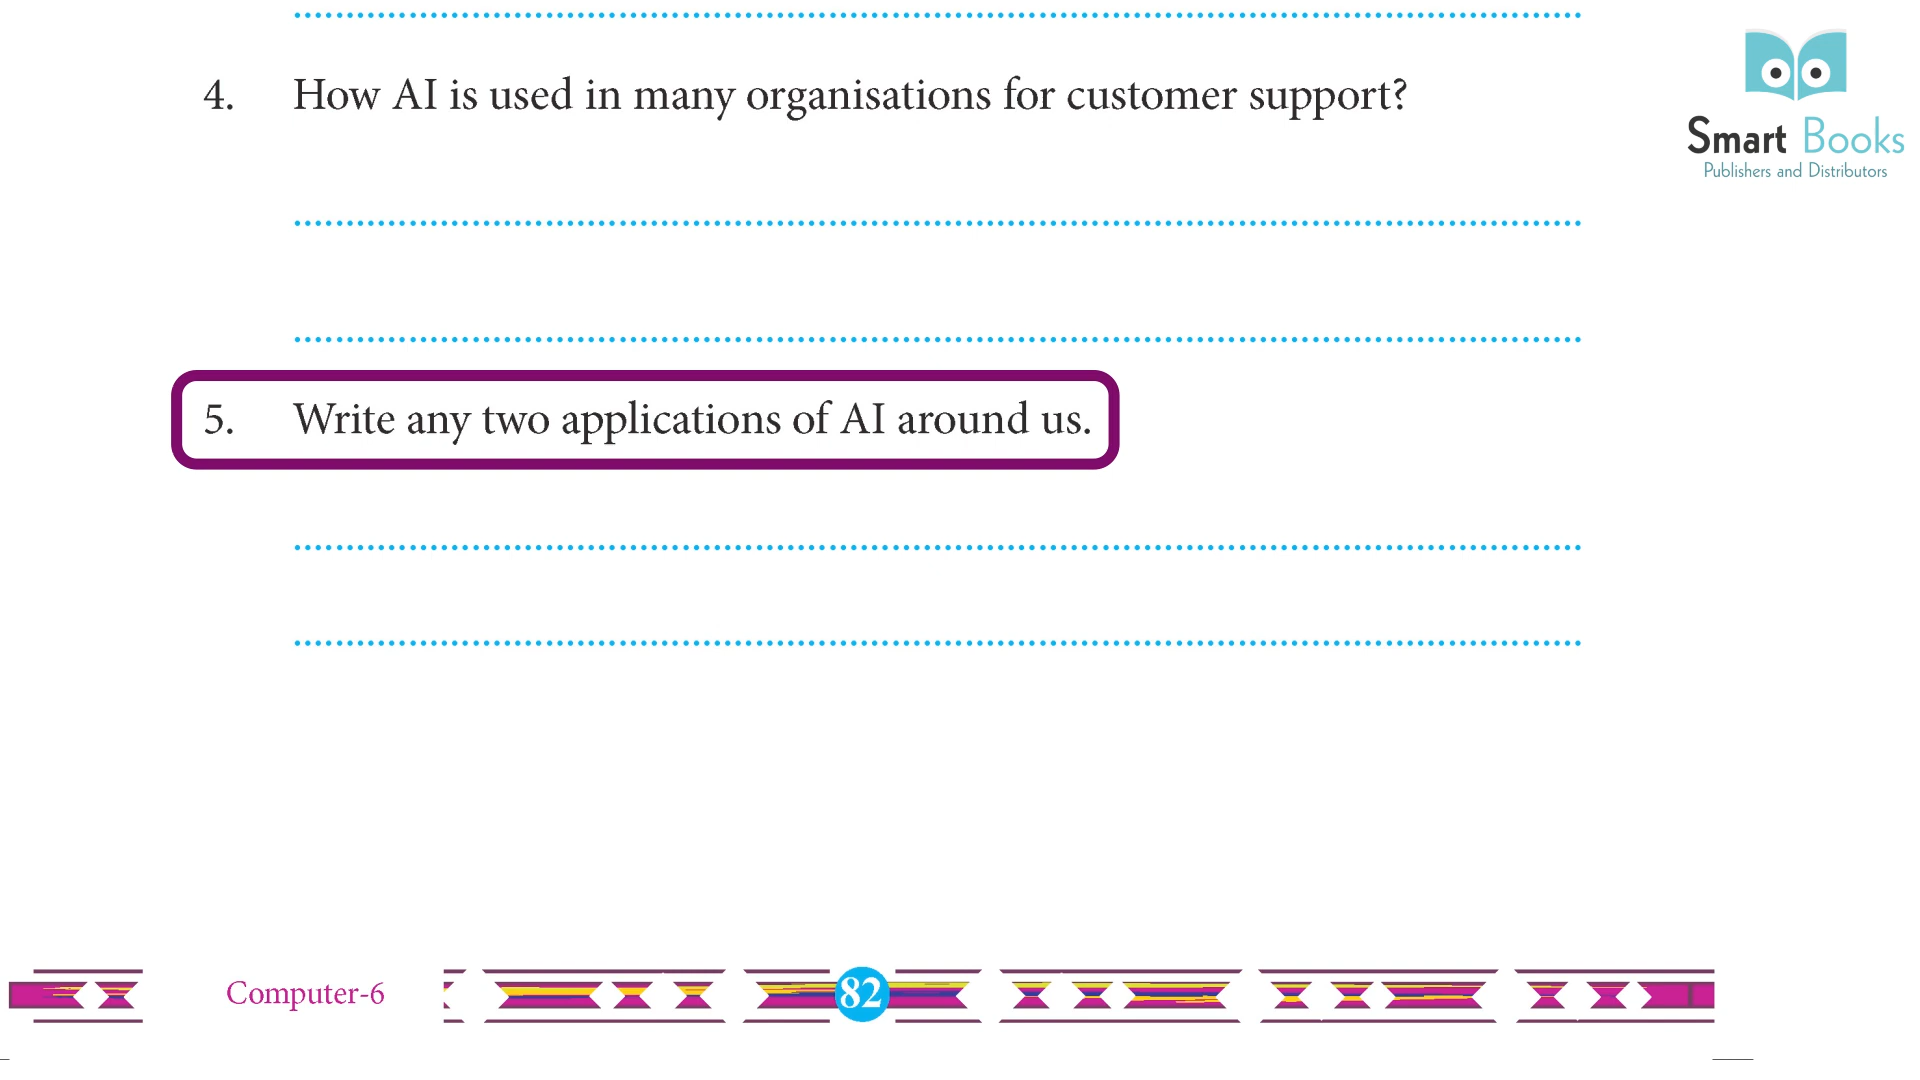 4. How AI is used in many organisations for customer support?
Smart Books
Publishers and Distributors
5. Write any two applications of AI around us.
Computer-6
82